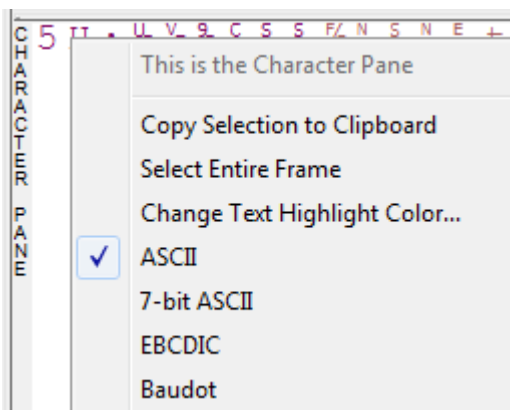 CHARACTER PANE
5
This is the Character Pane
Copy Selection to Clipboard
Select Entire Frame
Change Text Highlight Color...
ASCII
7-bit ASCII
EBCDIC
Baudot